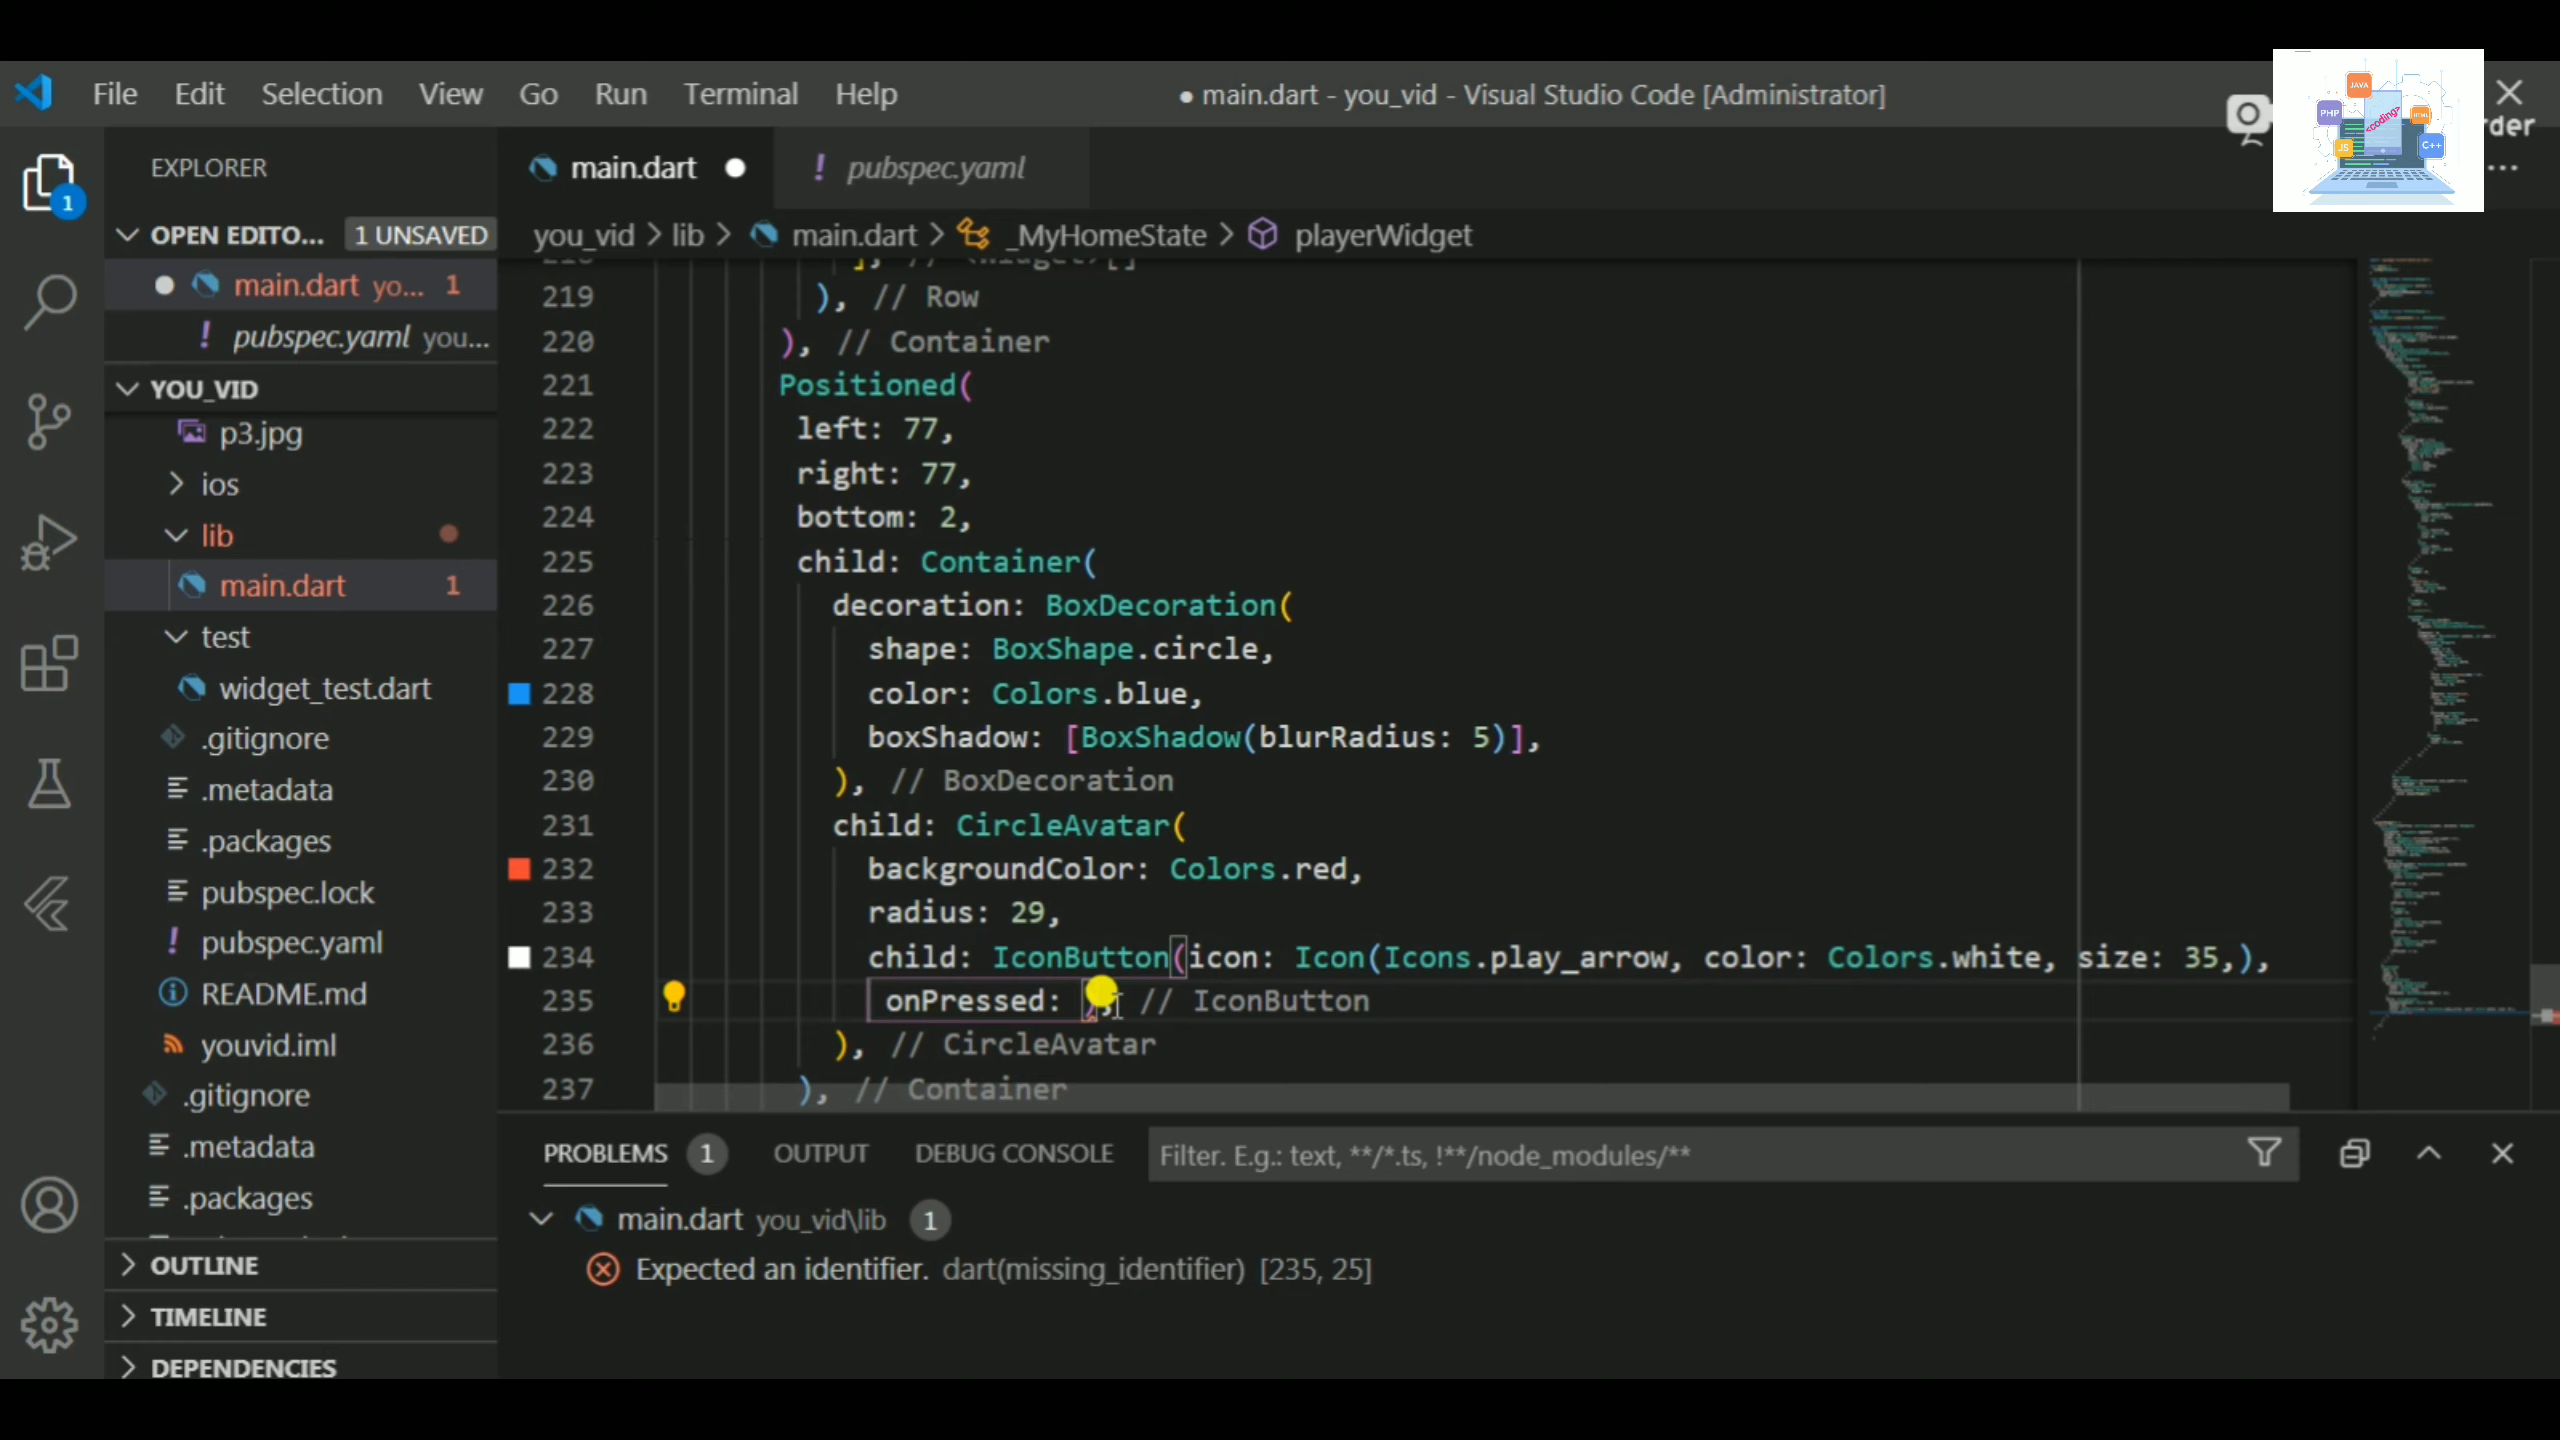 File Edit Selection View Go Run Terminal Help
● main.dart - you_vid - Visual Studio Code [Administrator]
rder
JAVA
PHP
<coding>
HTML
JS
C++
EXPLORER
main.dart
! pubspec.yaml
...
OPEN EDITO... 1 UNSAVED
you_vid > lib > main.dart > _MyHomeState > playerWidget
1
main.dart yo... 1
! pubspec.yaml you...
YOU_VID
p3.jpg
ios
lib
main.dart 1
test
widget_test.dart
.gitignore
.metadata
.packages
pubspec.lock
! pubspec.yaml
README.md
youvid.iml
.gitignore
.metadata
.packages
OUTLINE
TIMELINE
DEPENDENCIES
219 ), // Row
220 ), // Container
221 Positioned(
222 left: 77,
223 right: 77,
224 bottom: 2,
225 child: Container(
226 decoration: BoxDecoration(
227 shape: BoxShape.circle,
228 color: Colors.blue,
229 boxShadow: [BoxShadow(blurRadius: 5)],
230 ), // BoxDecoration
231 child: CircleAvatar(
232 backgroundColor: Colors.red,
233 radius: 29,
234 child: IconButton(icon: Icon(Icons.play_arrow, color: Colors.white, size: 35,),
235 onPressed: ), // IconButton
236 ), // CircleAvatar
237 ), // Container
PROBLEMS 1 OUTPUT DEBUG CONSOLE Filter. E.g.: text, **/*.ts, !**/node_modules/**
main.dart you_vid\lib 1
Expected an identifier. dart(missing_identifier) [235, 25]